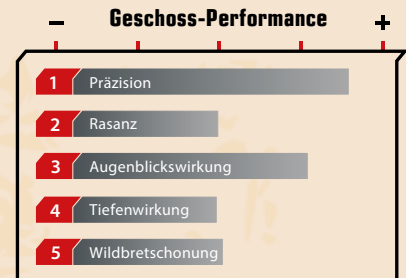 – Geschoss-Performance +
1 Präzision
2 Rasanz
3 Augenblickswirkung
4 Tiefenwirkung
5 Wildbretschonung